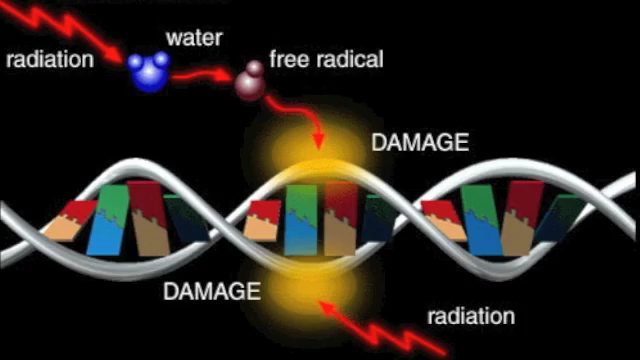 water
radiation
free radical
DAMAGE
DAMAGE
radiation